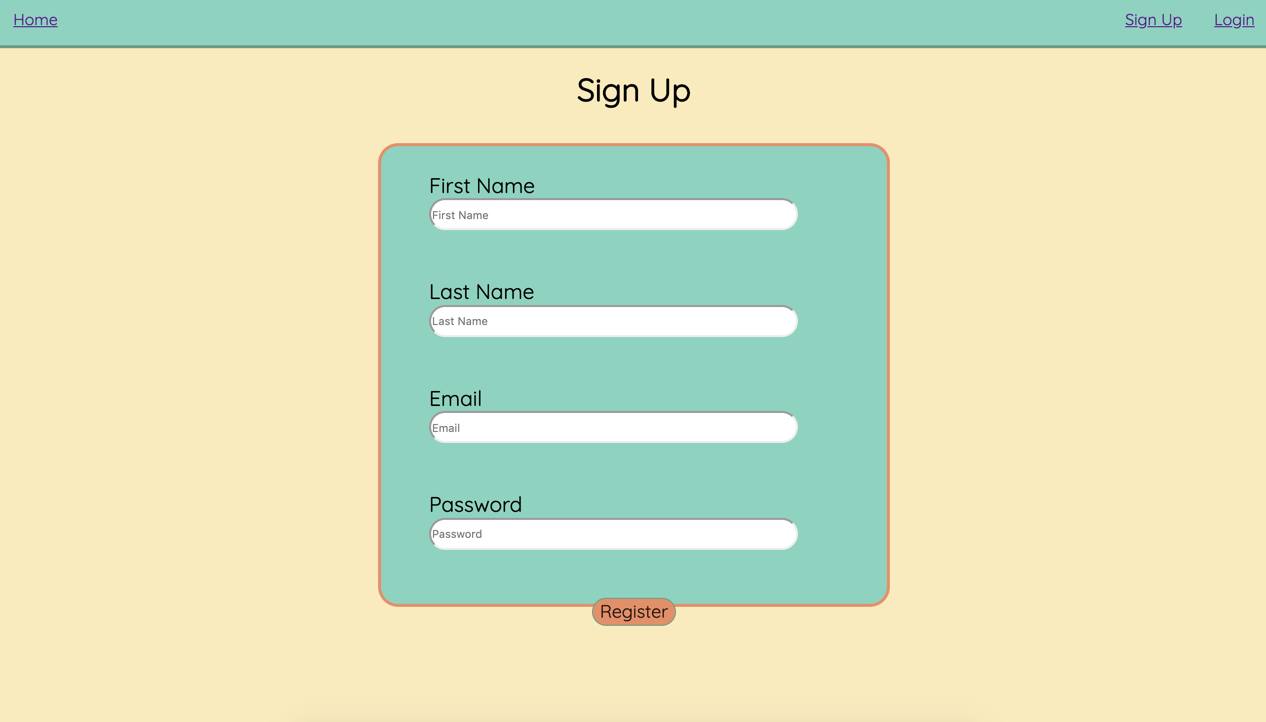 Home Sign Up Login
Sign Up
First Name
First Name
Last Name
Last Name
Email
Email
Password
Password
Register